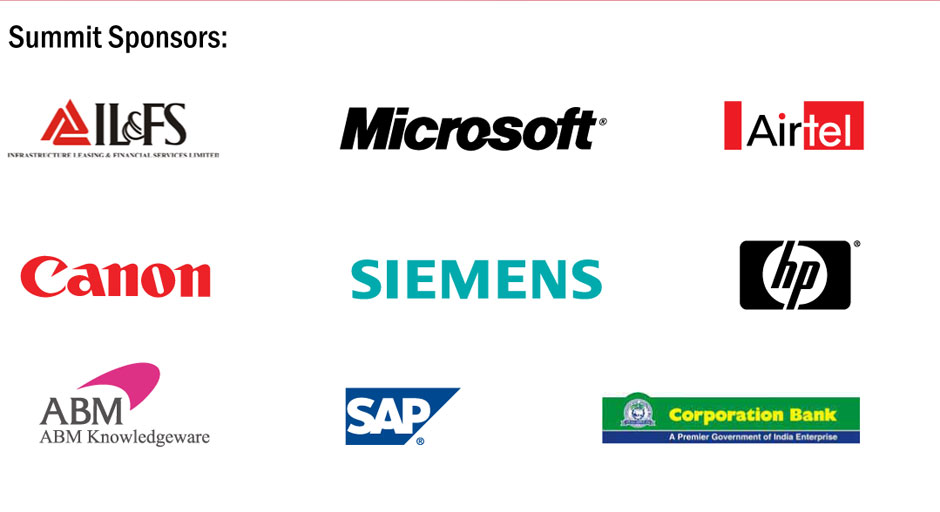 Summit Sponsors:
IL&FS
INFRASTRUCTURE LEASING & FINANCIAL SERVICES LIMITED
Microsoft®
Airtel
Canon
SIEMENS
hp®
ABM
ABM Knowledgeware
SAP®
Corporation Bank
A Premier Government of India Enterprise